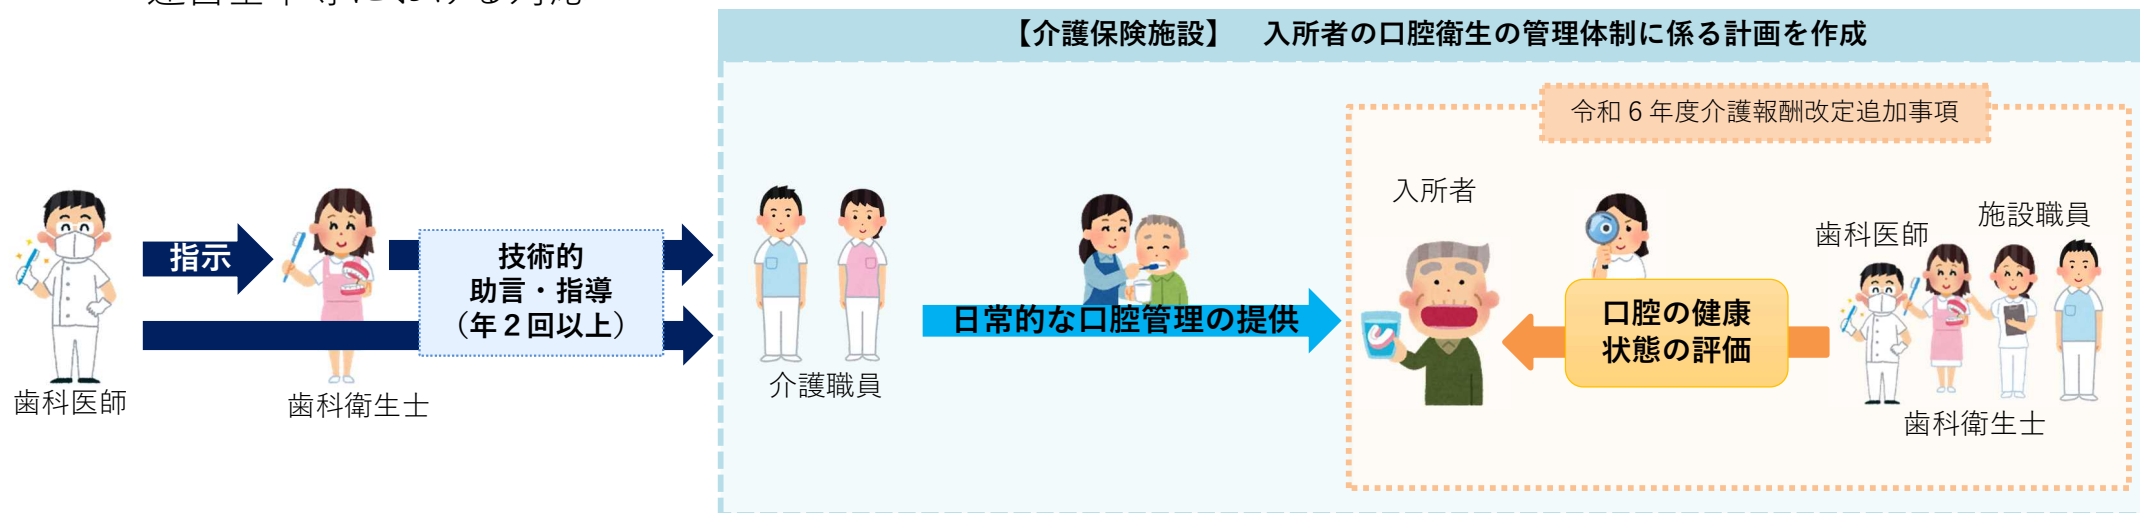 【介護保険施設】　入所者の口腔衛生の管理体制に係る計画を作成
令和６年度介護報酬改定追加事項
指示
技術的
助言・指導
（年２回以上）
歯科医師
歯科衛生士
介護職員
日常的な口腔管理の提供
入所者
口腔の健康
状態の評価
歯科医師
施設職員
歯科衛生士